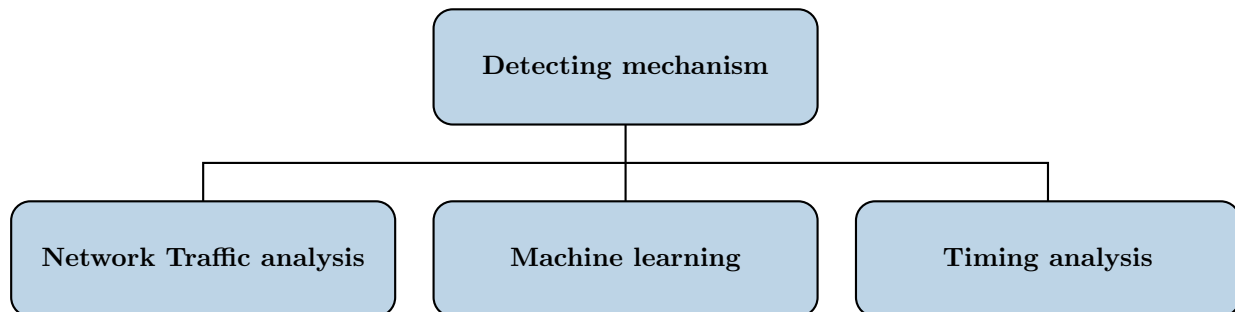 Detecting mechanism
Network Traffic analysis
Machine learning
Timing analysis